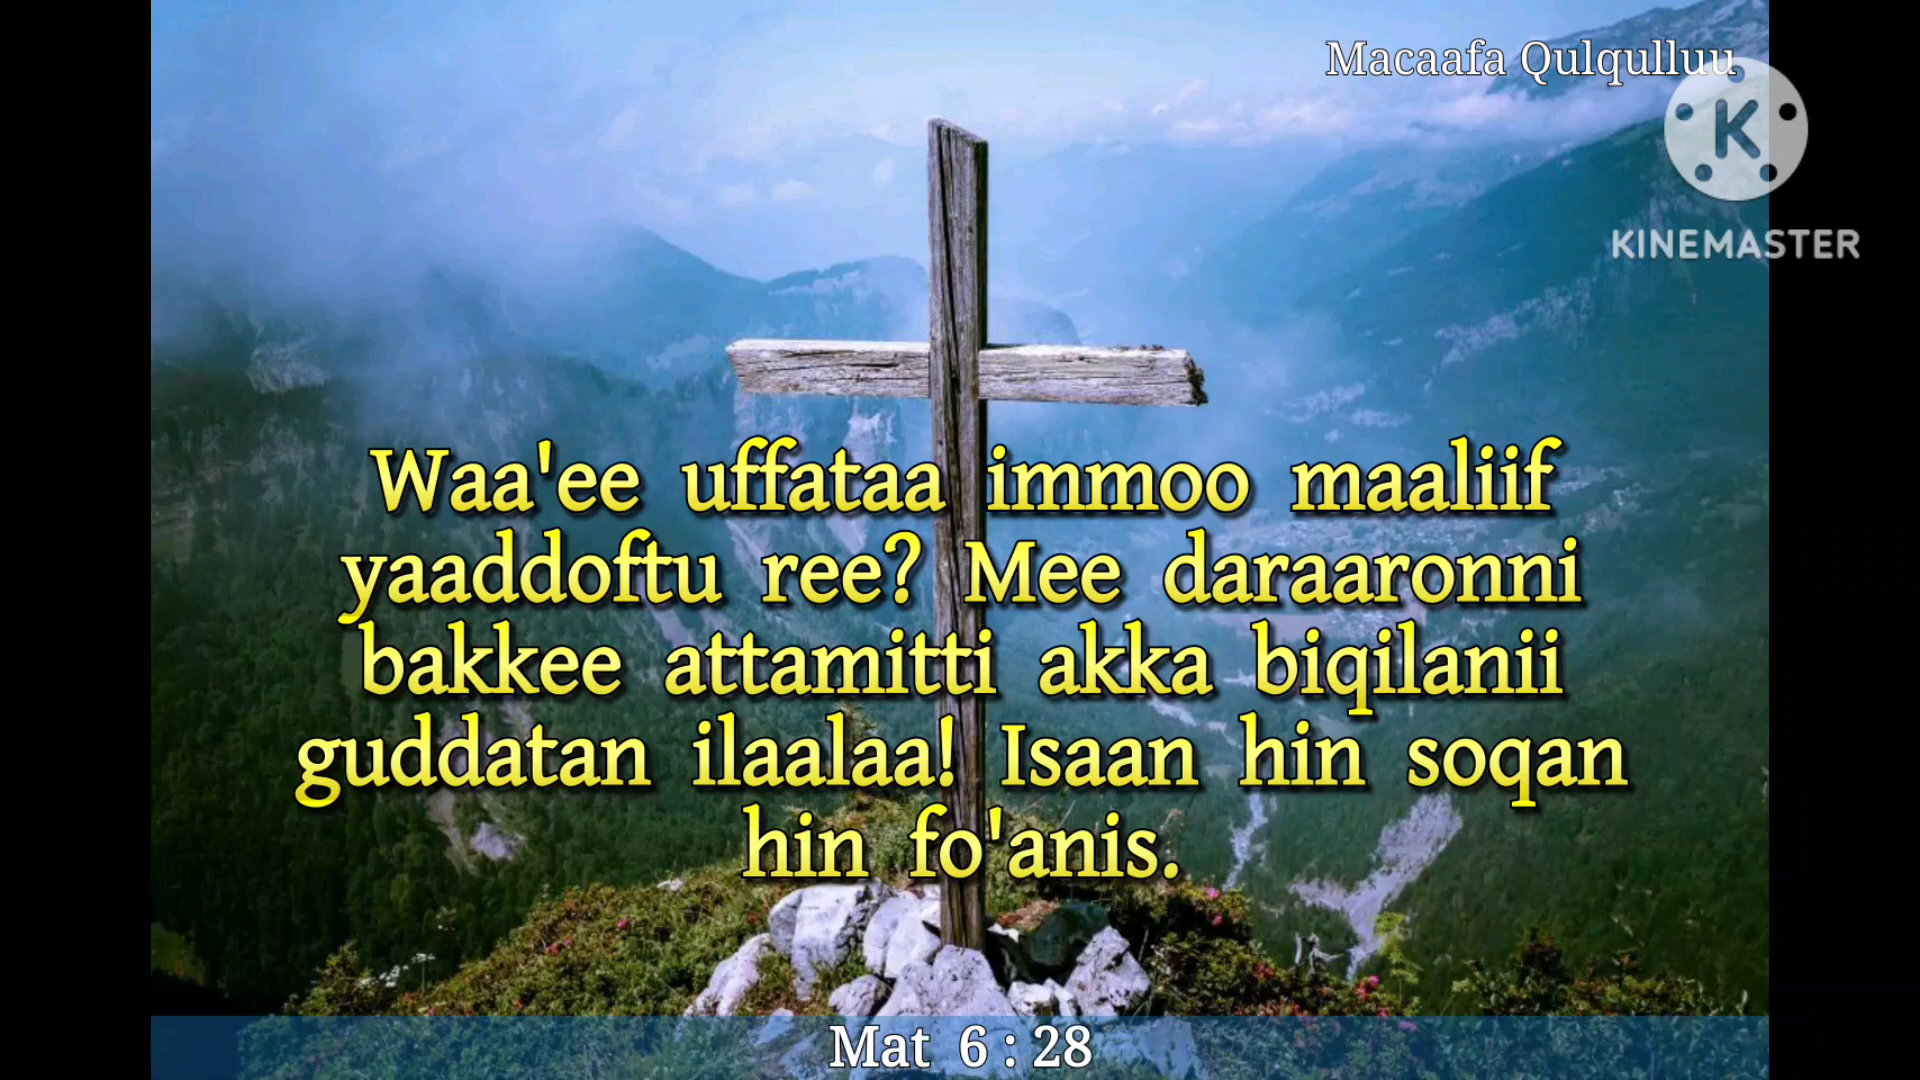 Macaafa Qulqulluu
K
KINEMASTER
Waa'ee uffataa immoo maaliif
yaaddoftu ree? Mee daraaronni
bakkee attamitti akka biqilanii
guddatan ilaalaa! Isaan hin soqan
hin fo'anis.
Mat 6 : 28